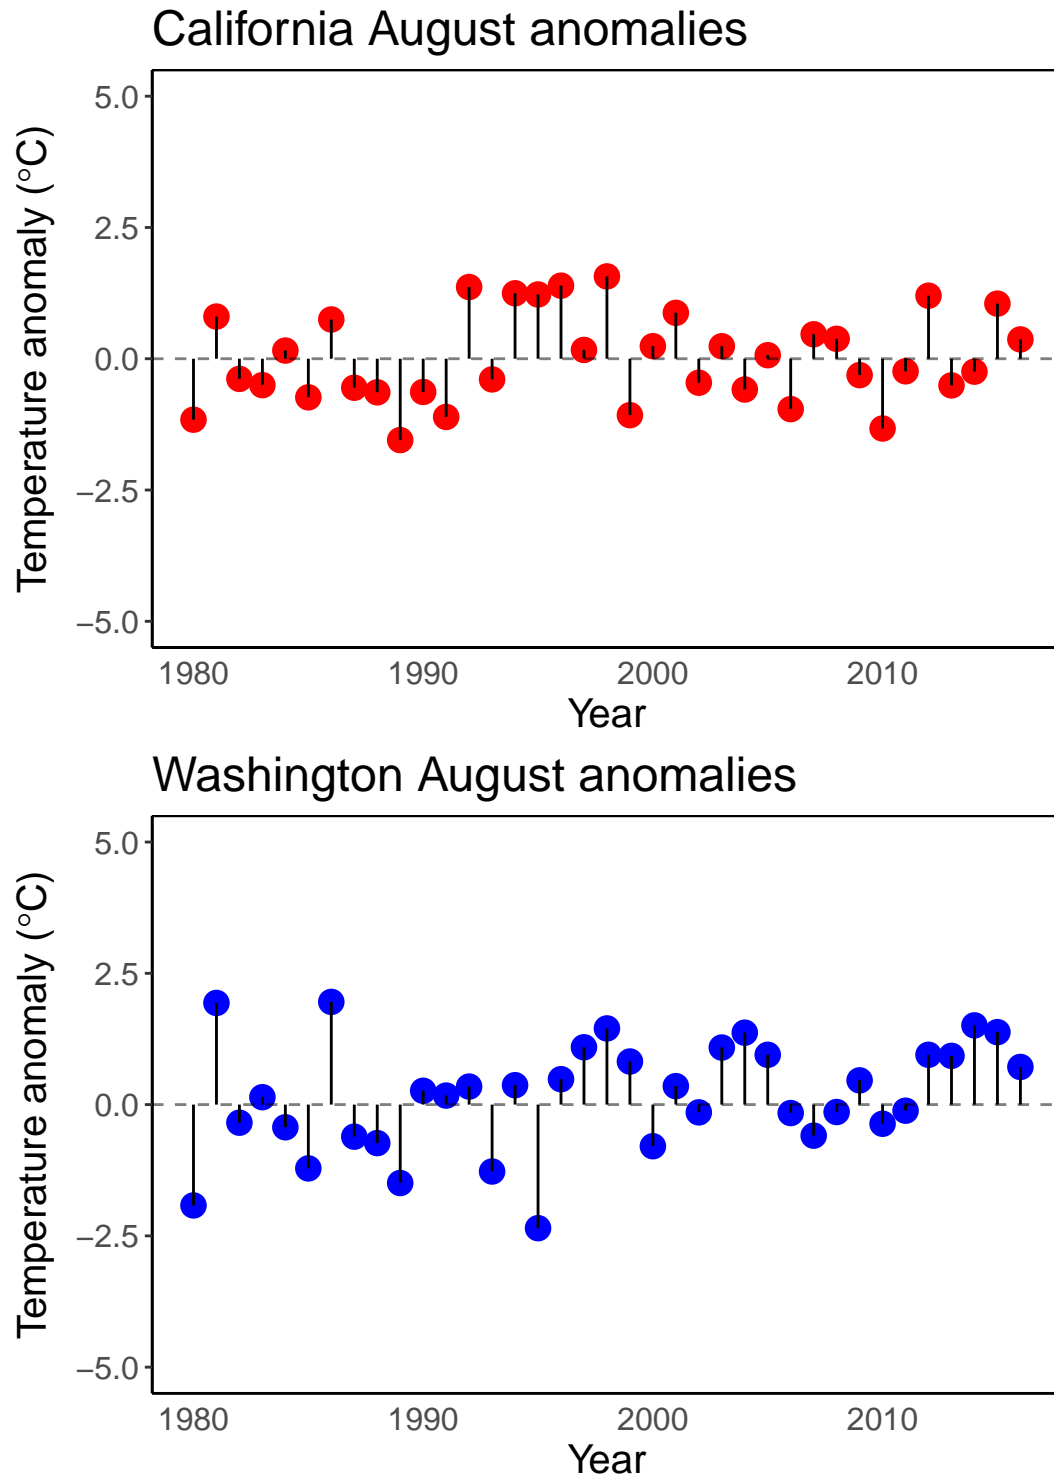 California August anomalies
Temperature anomaly (°C)
5.0
2.5
0.0
−2.5
−5.0
1980 1990 2000 2010
Year
Washington August anomalies
Temperature anomaly (°C)
5.0
2.5
0.0
−2.5
−5.0
1980 1990 2000 2010
Year